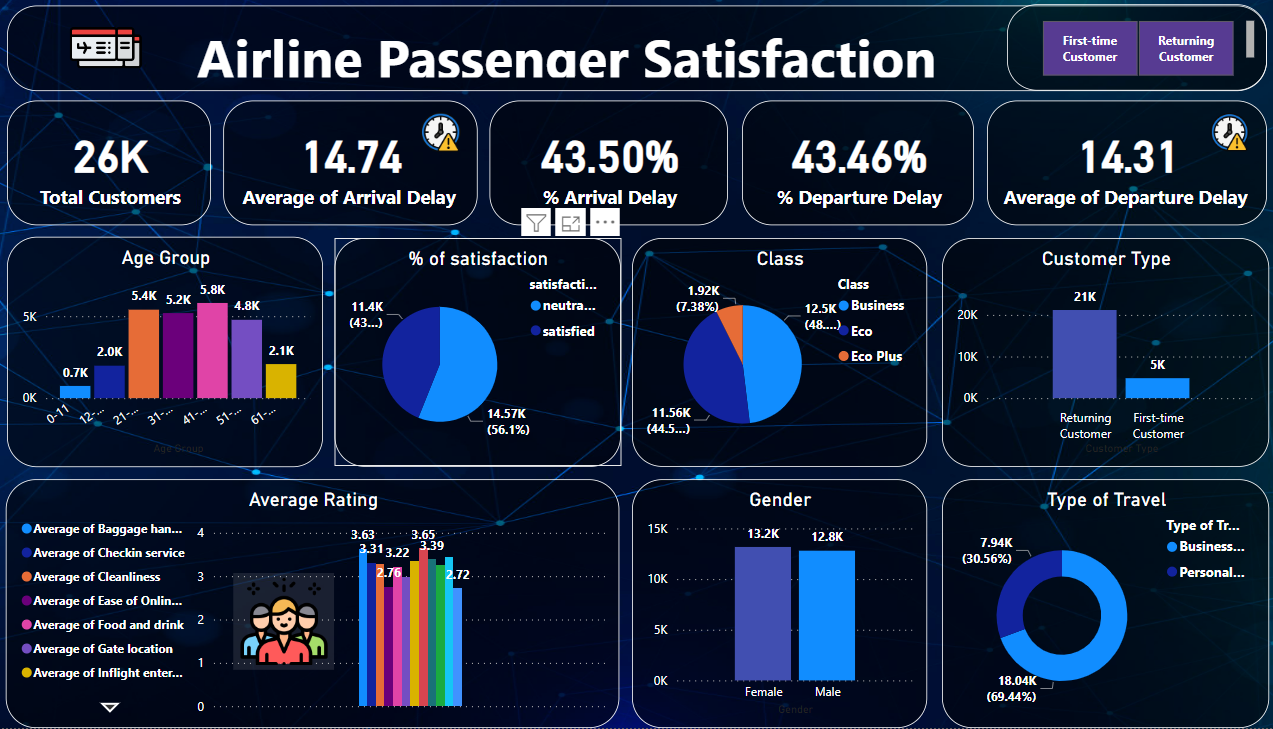 Airline Passenger Satisfaction
First-time
Customer
Returning
Customer
26K
Total Customers
14.74
Average of Arrival Delay
43.50%
% Arrival Delay
43.46%
% Departure Delay
14.31
Average of Departure Delay
Age Group
5K
0K
0.7K
2.0K
5.4K
5.2K
5.8K
4.8K
2.1K
0-11
12-...
21-...
31-...
41-...
51-...
61-...
Age Group
% of satisfaction
satisfacti...
neutra...
satisfied
11.4K
(43...)
14.57K
(56.1%)
Class
Class
Business
Eco
Eco Plus
1.92K
(7.38%)
12.5K
(48....)
11.56K
(44.5...)
Customer Type
20K
10K
0K
21K
5K
Returning
Customer
First-time
Customer
Customer Type
Average Rating
Average of Baggage han...
Average of Checkin service
Average of Cleanliness
Average of Ease of Onlin...
Average of Food and drink
Average of Gate location
Average of Inflight enter...
4
3
2
1
0
3.63
3.31
2.76
3.22
3.65
3.39
2.72
Gender
15K
10K
5K
0K
13.2K
12.8K
Female
Male
Gender
Type of Travel
Type of Tr...
Business...
Personal...
7.94K
(30.56%)
18.04K
(69.44%)